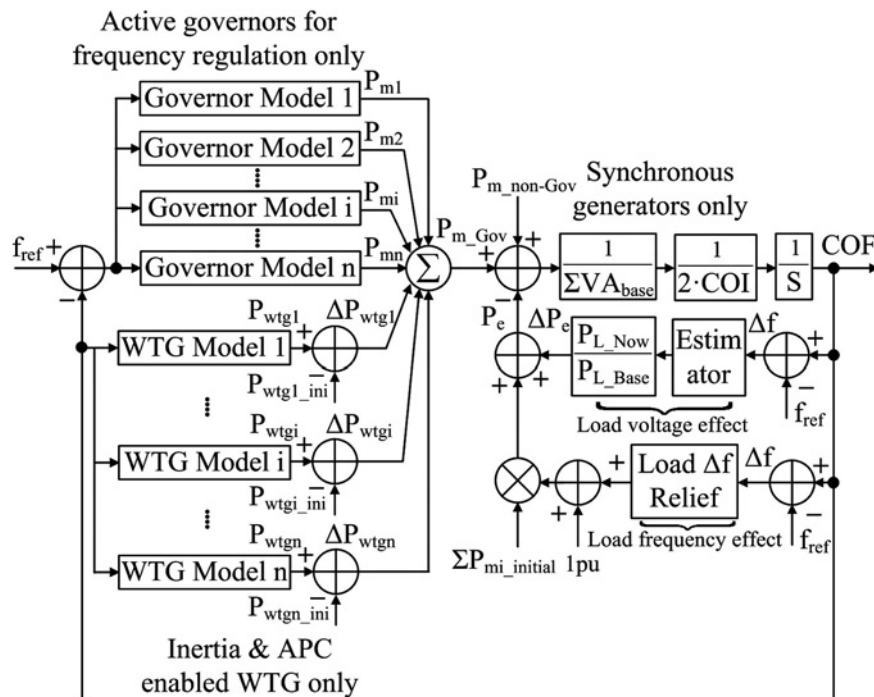 Active governors for
frequency regulation only
Governor Model 1
P_m1
Governor Model 2
P_m2
Governor Model i
P_mi
Governor Model n
P_mn
f_ref
+
−
Σ
P_m_Gov
P_m_non-Gov
+
+
−
Synchronous
generators only
1
ΣVA_base
1
2·COI
1
S
COF
WTG Model 1
P_wtg1
+
−
ΔP_wtg1
P_wtg1_ini
WTG Model i
P_wtgi
+
−
ΔP_wtgi
P_wtgi_ini
WTG Model n
P_wtgn
+
−
ΔP_wtgn
P_wtgn_ini
Inertia & APC
enabled WTG only
P_e
ΔP_e
+
+
P_L_Now
P_L_Base
Estim
ator
Δf
+
−
f_ref
Load voltage effect
+
+
Load Δf
Relief
Δf
+
−
f_ref
Load frequency effect
ΣP_mi_initial
1pu